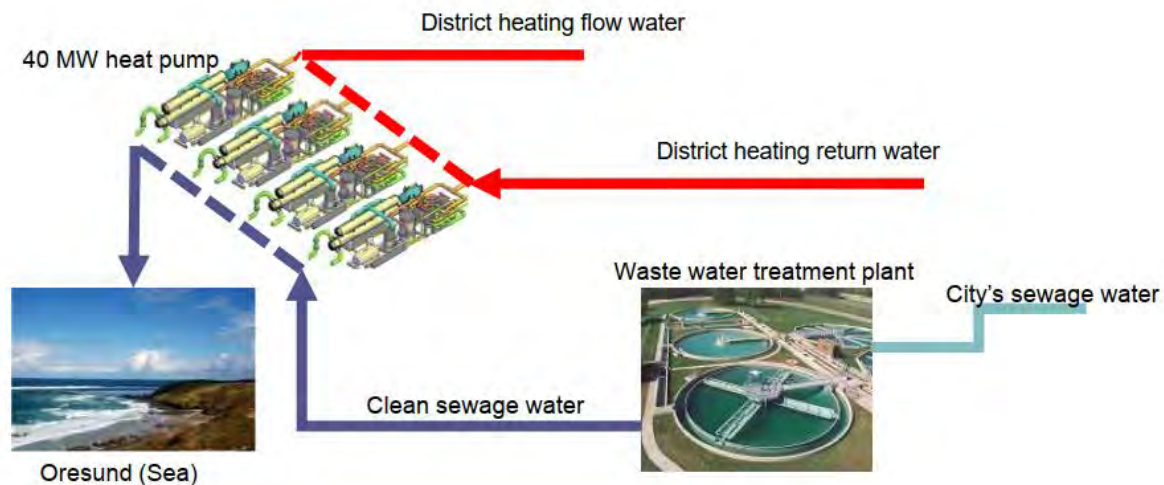 District heating flow water
40 MW heat pump
District heating return water
Waste water treatment plant
City's sewage water
Clean sewage water
Oresund (Sea)